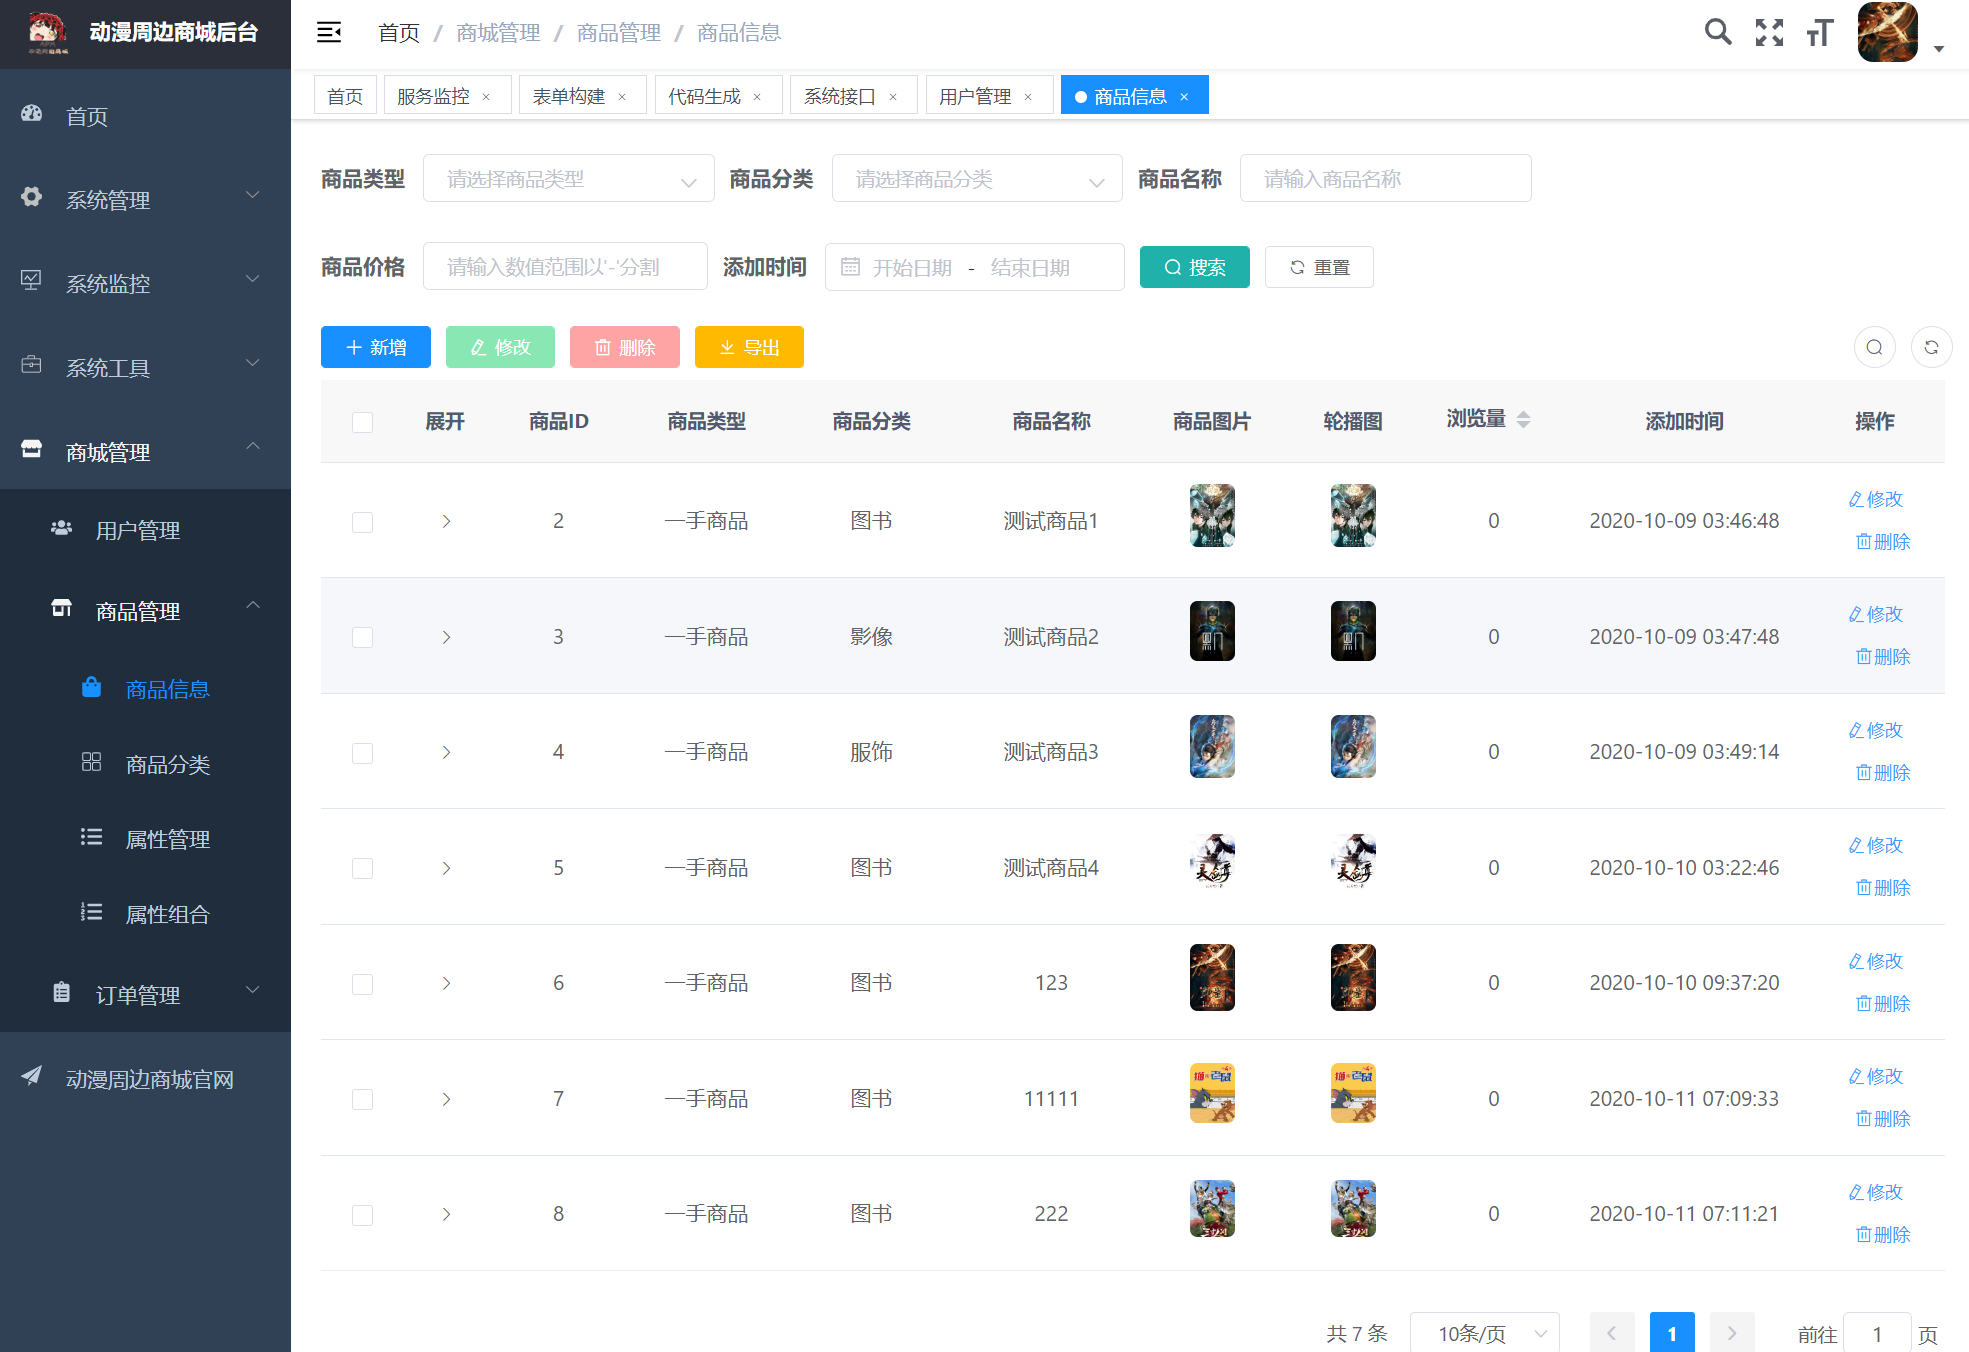 动漫周边商城后台
首页 / 商城管理 / 商品管理 / 商品信息
首页 服务监控 × 表单构建 × 代码生成 × 系统接口 × 用户管理 × 商品信息 ×
首页
系统管理
系统监控
系统工具
商城管理
用户管理
商品管理
商品信息
商品分类
属性管理
属性组合
订单管理
动漫周边商城官网
商品类型 请选择商品类型 商品分类 请选择商品分类 商品名称 请输入商品名称
商品价格 请输入数值范围以'-'分割 添加时间 开始日期 - 结束日期 搜索 重置
新增 修改 删除 导出
展开 商品ID 商品类型 商品分类 商品名称 商品图片 轮播图 浏览量 添加时间 操作
2 一手商品 图书 测试商品1 0 2020-10-09 03:46:48 修改
删除
3 一手商品 影像 测试商品2 0 2020-10-09 03:47:48 修改
删除
4 一手商品 服饰 测试商品3 0 2020-10-09 03:49:14 修改
删除
5 一手商品 图书 测试商品4 0 2020-10-10 03:22:46 修改
删除
6 一手商品 图书 123 0 2020-10-10 09:37:20 修改
删除
7 一手商品 图书 11111 0 2020-10-11 07:09:33 修改
删除
8 一手商品 图书 222 0 2020-10-11 07:11:21 修改
删除
共 7 条 10条/页 1 前往 1 页